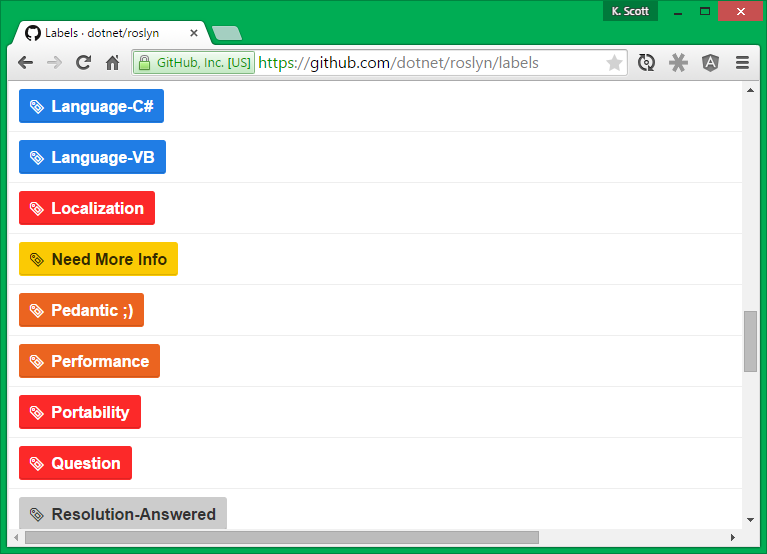 K. Scott
Labels · dotnet/roslyn
GitHub, Inc. [US] https://github.com/dotnet/roslyn/labels
Language-C#
Language-VB
Localization
Need More Info
Pedantic ;)
Performance
Portability
Question
Resolution-Answered